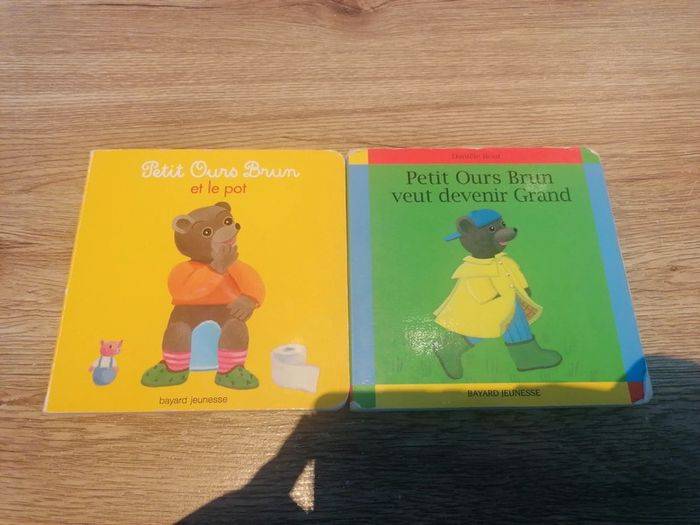 Petit Ours Brun
et le pot
bayard jeunesse
Danièle Bour
Petit Ours Brun
veut devenir Grand
BAYARD JEUNESSE